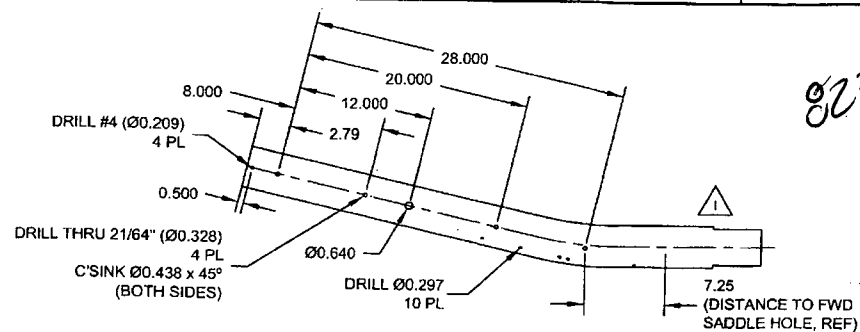 28.000
20.000
8.000
12.000
2.79
DRILL #4 (Ø0.209)
4 PL
0.500
DRILL THRU 21/64" (Ø0.328)
4 PL
C'SINK Ø0.438 x 45°
(BOTH SIDES)
Ø0.640
DRILL Ø0.297
10 PL
1
7.25
(DISTANCE TO FWD
SADDLE HOLE, REF)